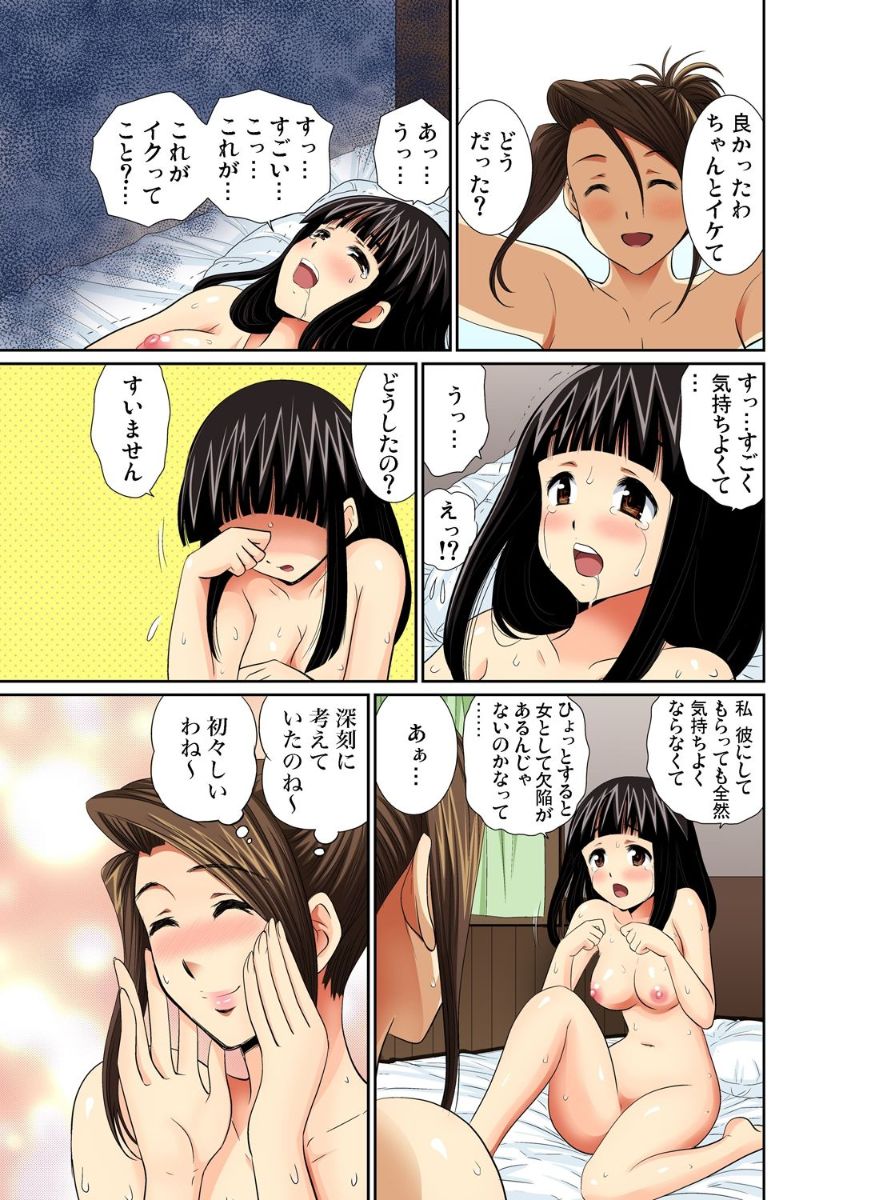 良かったわ
ちゃんとイケて
どう
だった？
あっ…
うっ…
すっ…
すごい…
こっ…
これが…
これが
イクって
こと？…
すっ…すごく
気持ちよくて
…
うっ…
えっ!?
どうしたの？
すいません
私 彼にして
もらっても全然
気持ちよく
ならなくて
ひょっとすると
女として欠陥が
あるんじゃ
ないのかなって
……
あぁ…
深刻に
考えて
いたのね～
初々しい
わね～